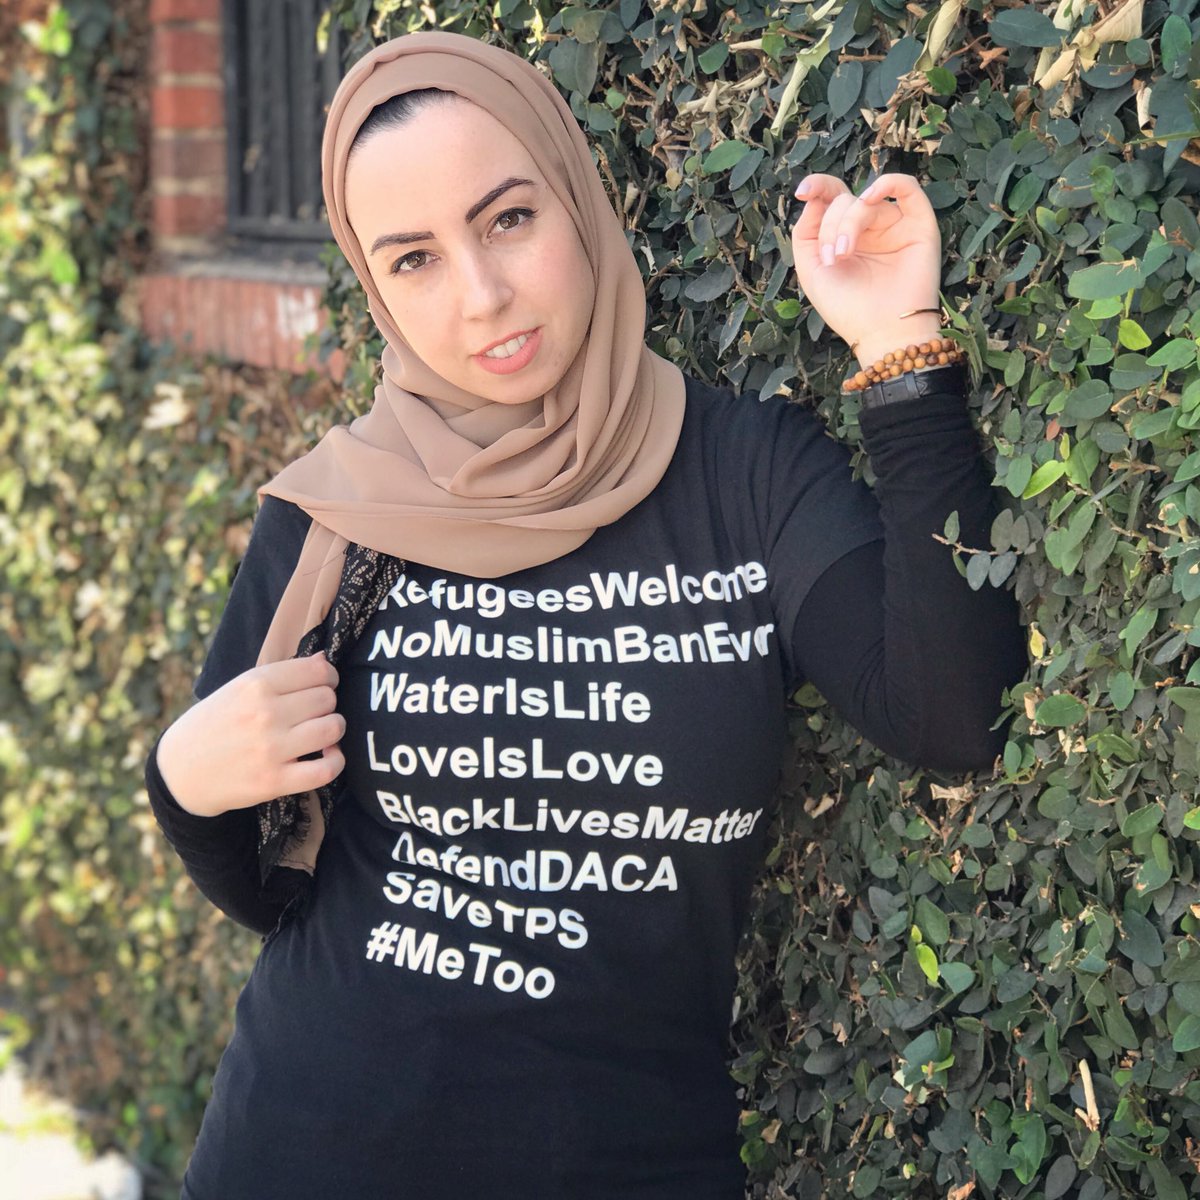 RefugeesWelcome
NoMuslimBanEver
WaterIsLife
LoveIsLove
BlackLivesMatter
DefendDACA
SaveTPS
#MeToo